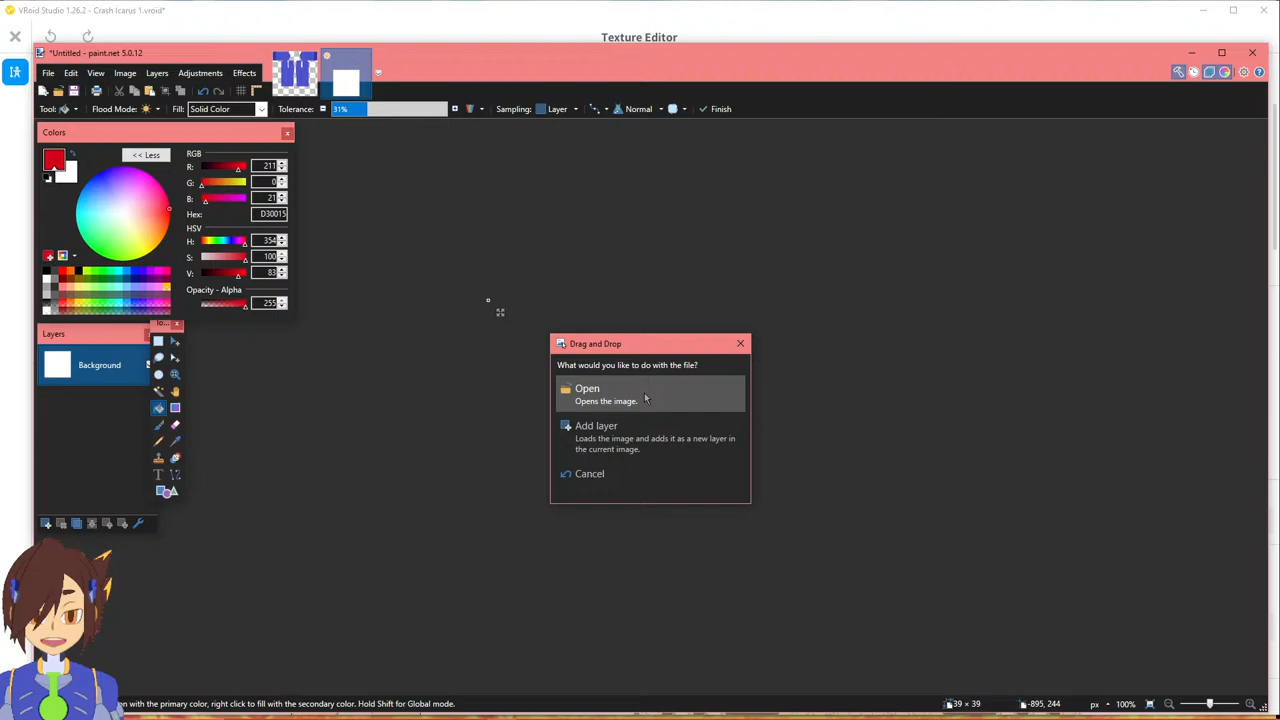 VRoid Studio 1.26.2 - Crash Icarus 1.vroid*
Texture Editor
*Untitled - paint.net 5.0.12
File Edit View Image Layers Adjustments Effects
Tool: Flood Mode: Fill: Solid Color Tolerance: 31% Sampling: Layer Normal Finish
Colors
<< Less
RGB
R: 211
G: 0
B: 21
Hex: D30015
HSV
H: 354
S: 100
V: 83
Opacity - Alpha
255
Layers
To...
Background
Drag and Drop
What would you like to do with the file?
Open
Opens the image.
Add layer
Loads the image and adds it as a new layer in
the current image.
Cancel
n with the primary color, right click to fill with the secondary color. Hold Shift for Global mode.
39 × 39
-895, 244
px
100%